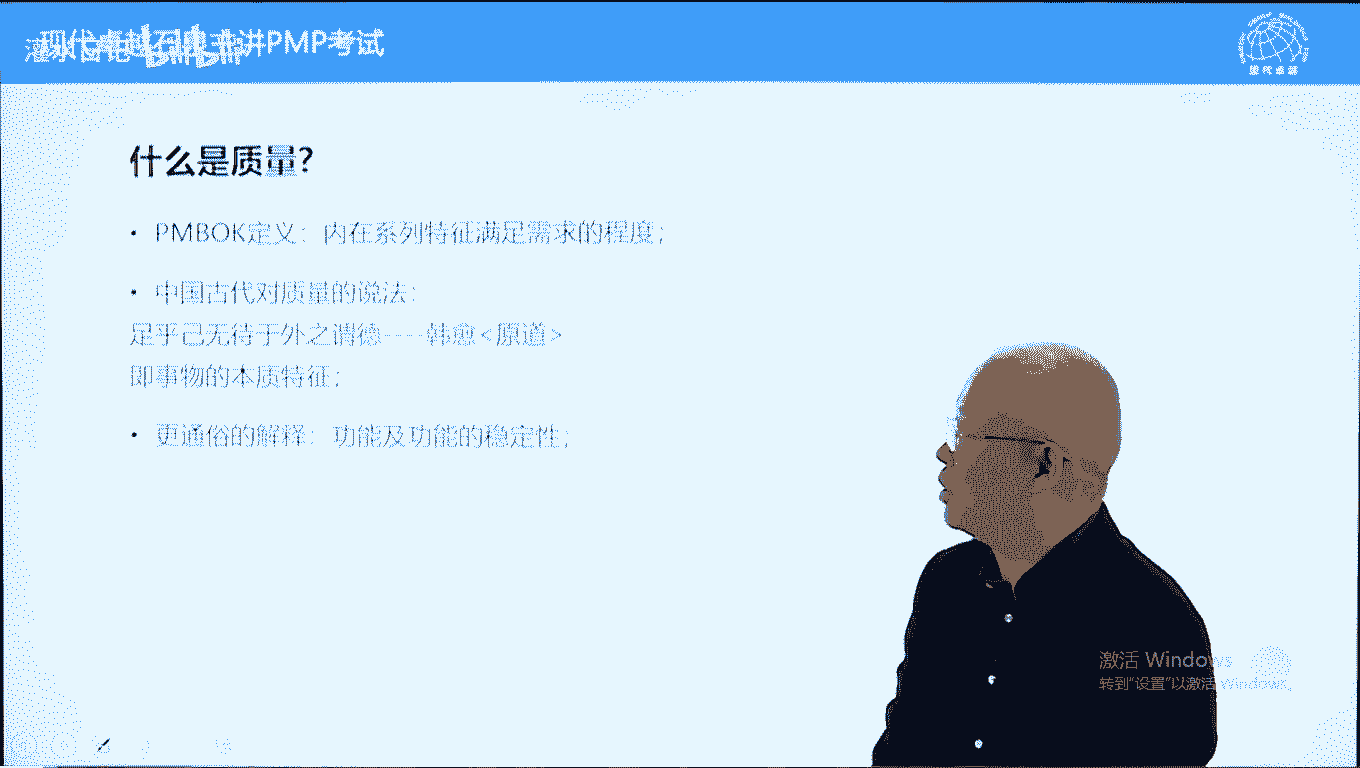 讲PMP考试
现代卓越
什么是质量?
• PMBOK定义：内在系列特征满足需求的程度；
• 中国古代对质量的说法：
足乎己无待于外之谓德----韩愈<原道>
即事物的本质特征；
• 更通俗的解释：功能及功能的稳定性；
激活 Windows
转到"设置"以激活 Windows。